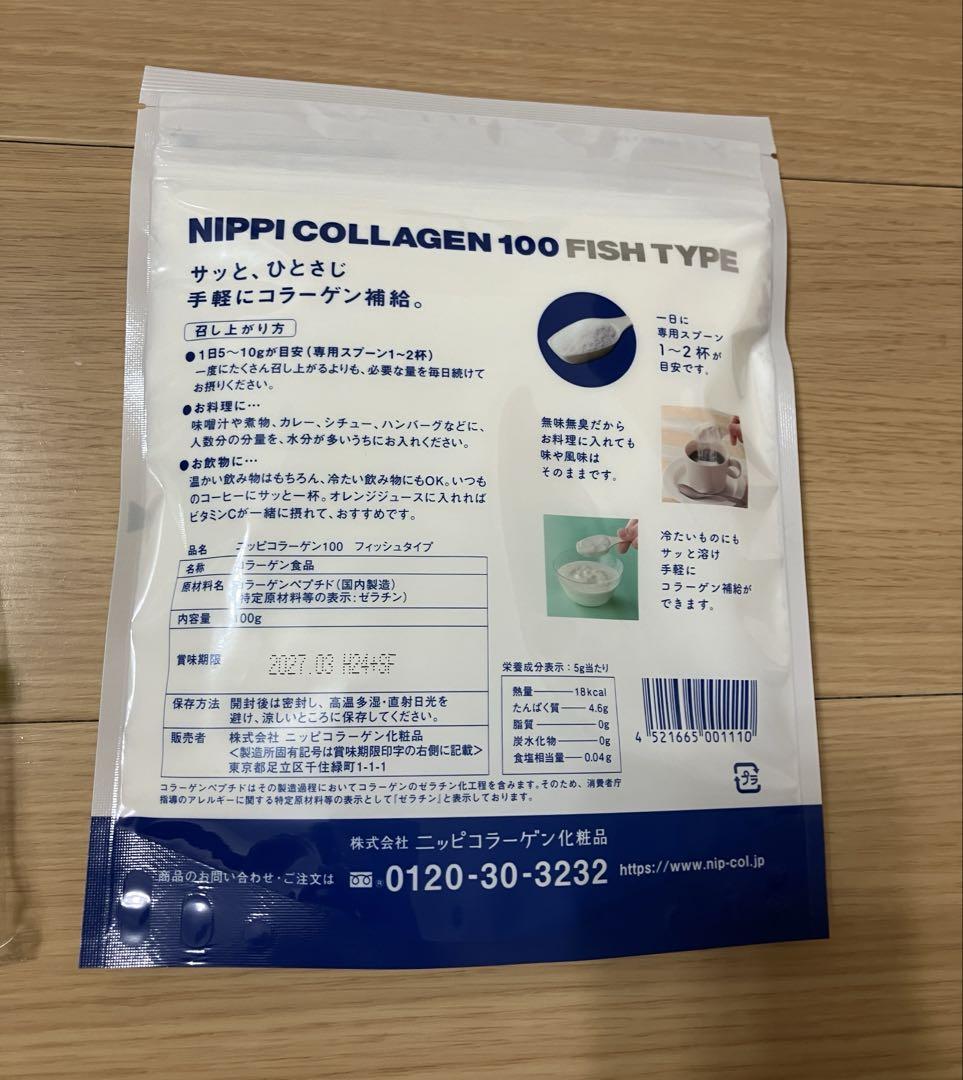 NIPPI COLLAGEN 100 FISH TYPE
サッと、ひとさじ
手軽にコラーゲン補給。
召し上がり方
●1日5〜10gが目安(専用スプーン1〜2杯)
一度にたくさん召し上がるよりも、必要な量を毎日続けて
お摂りください。
●お料理に…
味噌汁や煮物、カレー、シチュー、ハンバーグなどに、
人数分の分量を、水分が多いうちにお入れください。
●お飲物に…
温かい飲み物はもちろん、冷たい飲み物にもOK。いつも
のコーヒーにサッと一杯。オレンジジュースに入れれば
ビタミンCが一緒に摂れて、おすすめです。
一日に
専用スプーン
1〜2杯が
目安です。
無味無臭だから
お料理に入れても
味や風味は
そのままです。
冷たいものにも
サッと溶け
手軽に
コラーゲン補給が
できます。
品名 ニッピコラーゲン100 フィッシュタイプ
名称 コラーゲン食品
原材料名 コラーゲンペプチド(国内製造)
(特定原材料等の表示:ゼラチン)
内容量 100g
賞味期限 2027.03 H24+SF
保存方法 開封後は密封し、高温多湿・直射日光を
避け、涼しいところに保存してください。
販売者 株式会社 ニッピコラーゲン化粧品
<製造所固有記号は賞味期限印字の右側に記載>
東京都足立区千住緑町1-1-1
栄養成分表示:5g当たり
熱量 18kcal
たんぱく質 4.6g
脂質 0g
炭水化物 0g
食塩相当量 0.04g
4 521665 001110
プラ
コラーゲンペプチドはその製造過程においてコラーゲンのゼラチン化工程を含みます。そのため、消費者庁
指導のアレルギーに関する特定原材料等の表示として「ゼラチン」と表示しております。
株式会社 ニッピコラーゲン化粧品
商品のお問い合わせ・ご注文は 0120-30-3232 https://www.nip-col.jp